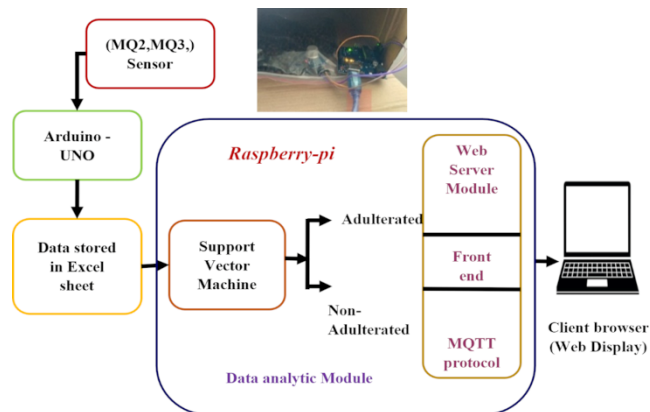 (MQ2,MQ3,)
Sensor
Arduino -
UNO
Data stored
in Excel
sheet
Raspberry-pi
Support
Vector
Machine
Adulterated
Non-
Adulterated
Data analytic Module
Web
Server
Module
Front
end
MQTT
protocol
Client browser
(Web Display)